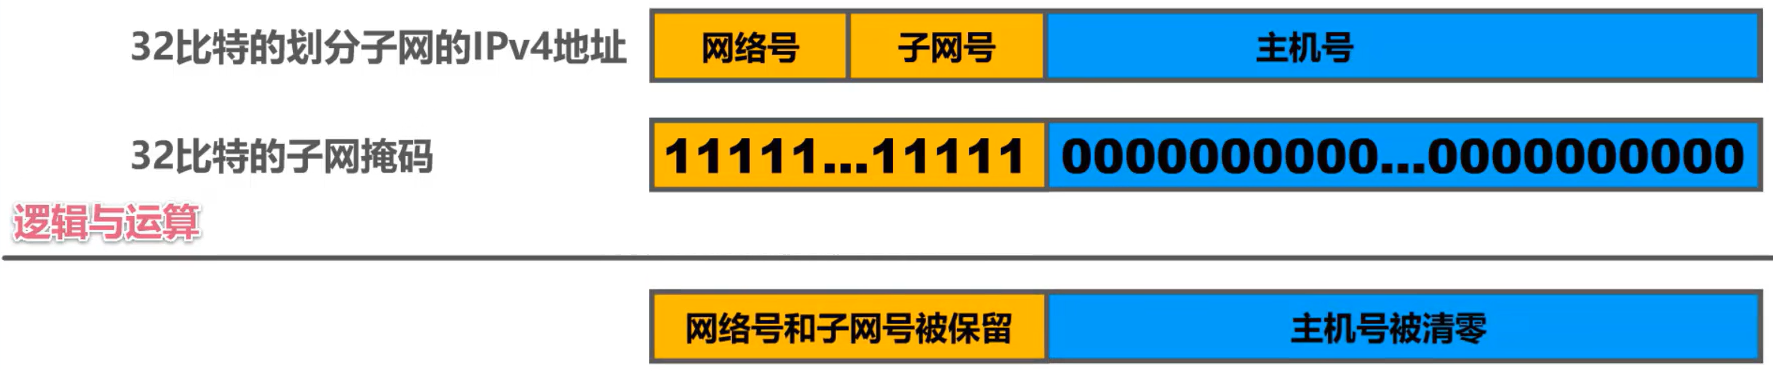 32比特的划分子网的IPv4地址 网络号 子网号 主机号
32比特的子网掩码 11111...11111 0000000000...0000000000
逻辑与运算
网络号和子网号被保留 主机号被清零